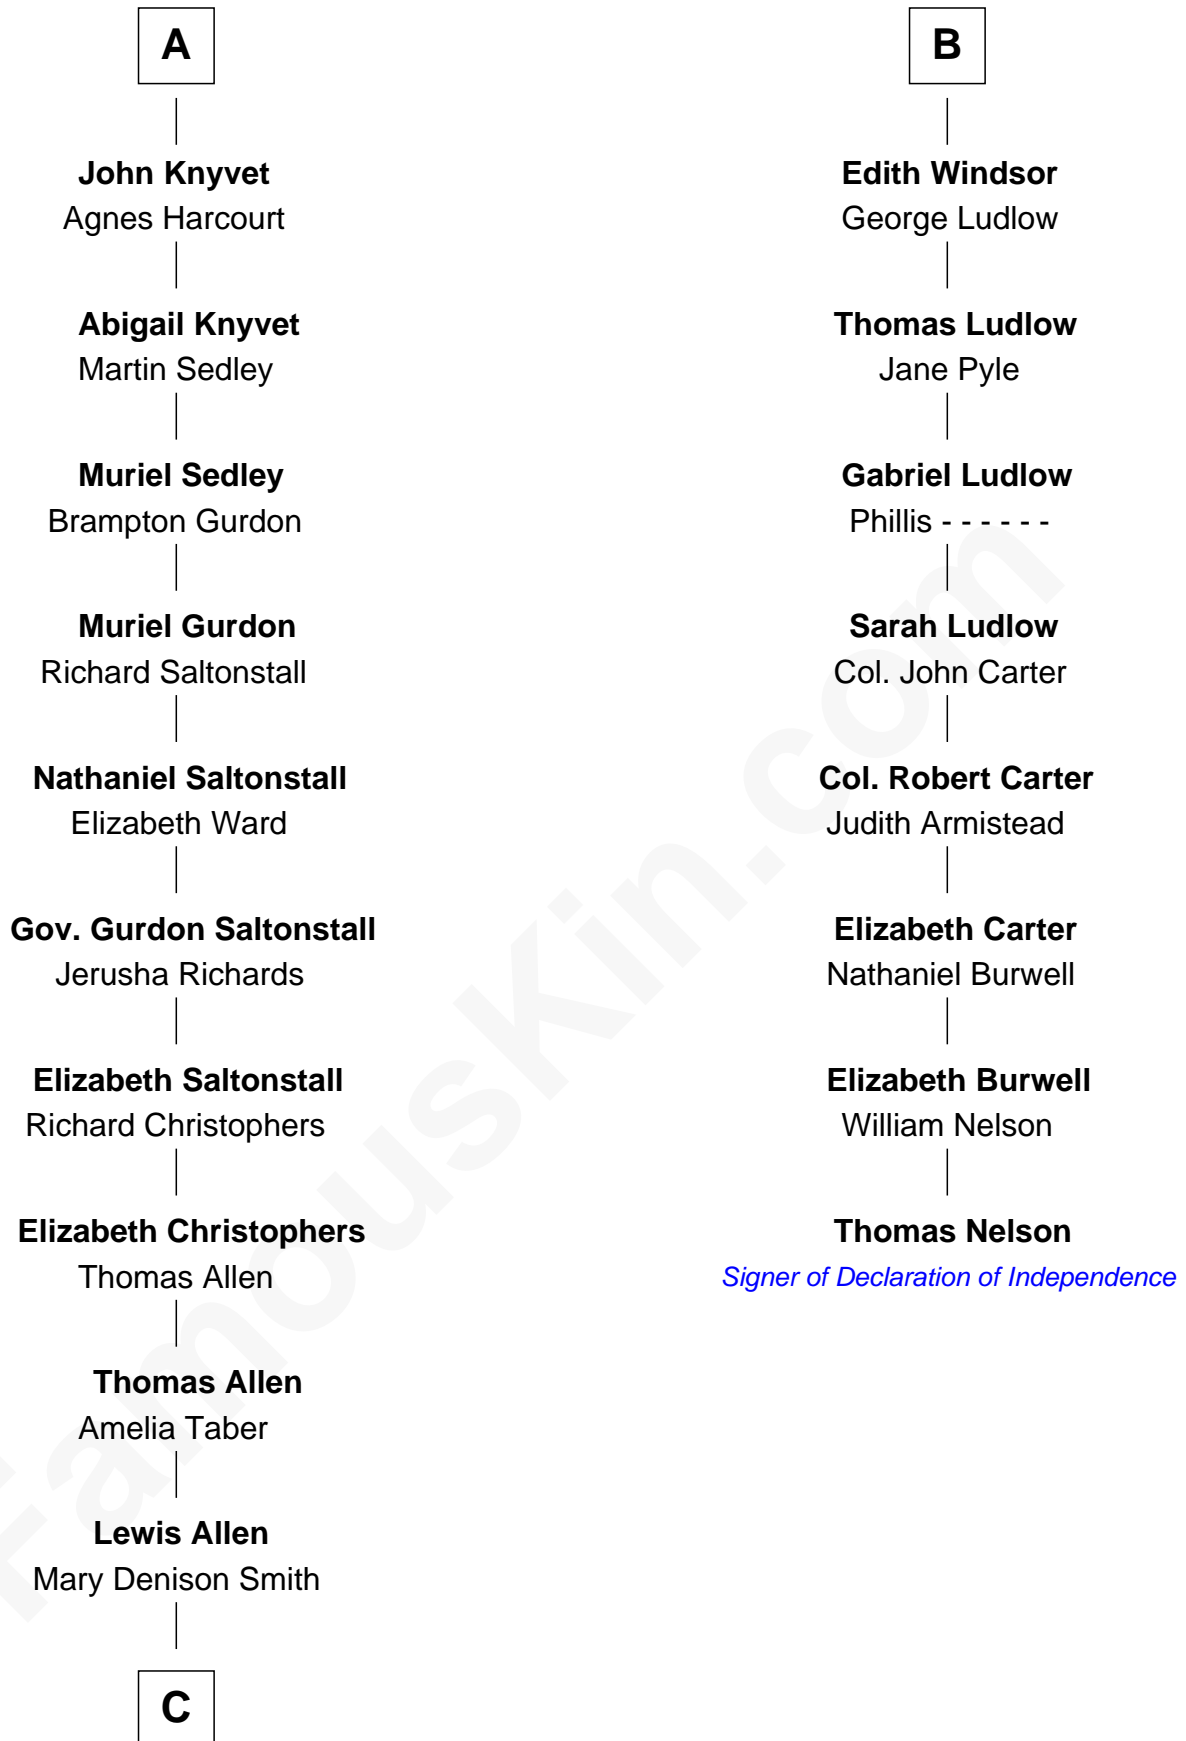 A
John Knyvet
Agnes Harcourt
Abigail Knyvet
Martin Sedley
Muriel Sedley
Brampton Gurdon
Muriel Gurdon
Richard Saltonstall
Nathaniel Saltonstall
Elizabeth Ward
Gov. Gurdon Saltonstall
Jerusha Richards
Elizabeth Saltonstall
Richard Christophers
Elizabeth Christophers
Thomas Allen
Thomas Allen
Amelia Taber
Lewis Allen
Mary Denison Smith
C
B
Edith Windsor
George Ludlow
Thomas Ludlow
Jane Pyle
Gabriel Ludlow
Phillis - - - - - -
Sarah Ludlow
Col. John Carter
Col. Robert Carter
Judith Armistead
Elizabeth Carter
Nathaniel Burwell
Elizabeth Burwell
William Nelson
Thomas Nelson
Signer of Declaration of Independence
FamousKin.com